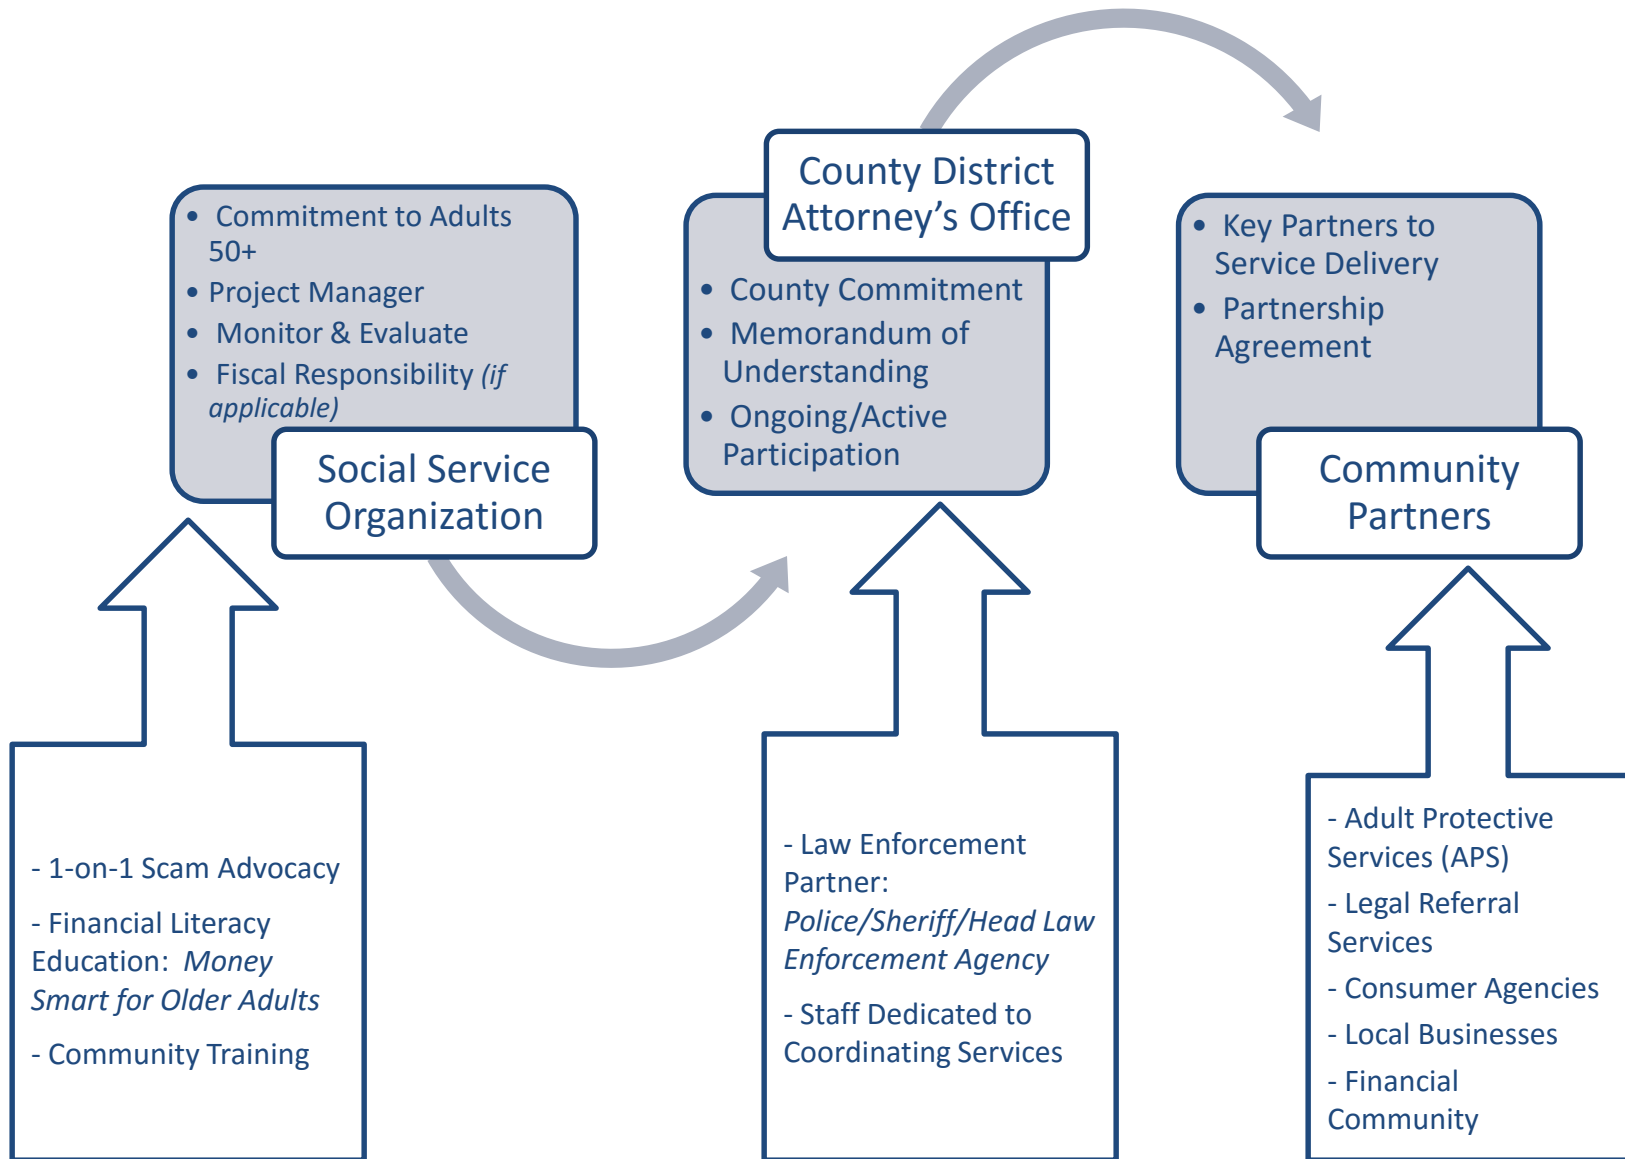 • Commitment to Adults
50+
• Project Manager
• Monitor & Evaluate
• Fiscal Responsibility (if
applicable)
Social Service
Organization
County District
Attorney’s Office
• County Commitment
• Memorandum of
Understanding
• Ongoing/Active
Participation
• Key Partners to
Service Delivery
• Partnership
Agreement
Community
Partners
- 1-on-1 Scam Advocacy
- Financial Literacy
Education: Money
Smart for Older Adults
- Community Training
- Law Enforcement
Partner:
Police/Sheriff/Head Law
Enforcement Agency
- Staff Dedicated to
Coordinating Services
- Adult Protective
Services (APS)
- Legal Referral
Services
- Consumer Agencies
- Local Businesses
- Financial
Community